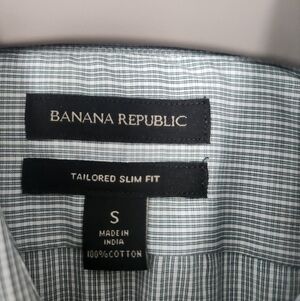 BANANA REPUBLIC
TAILORED SLIM FIT
S
MADE IN
INDIA
100% COTTON